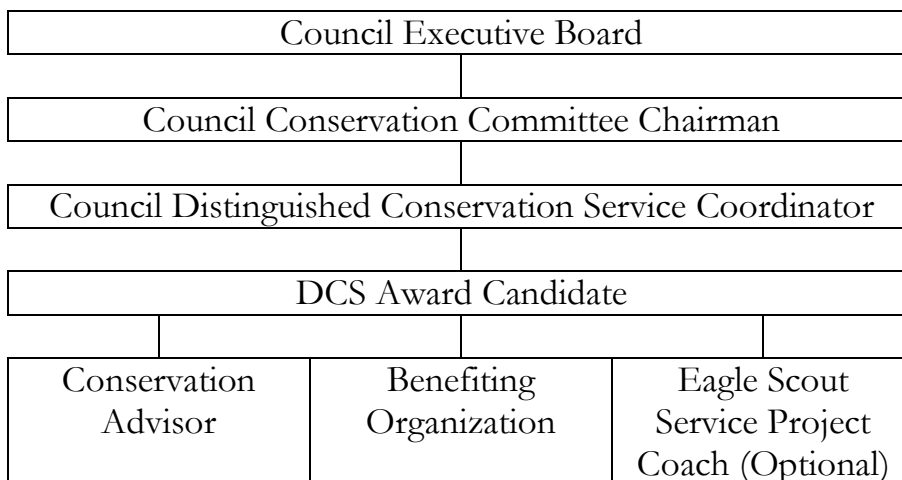 Council Executive Board
Council Conservation Committee Chairman
Council Distinguished Conservation Service Coordinator
DCS Award Candidate
Conservation
Advisor
Benefiting
Organization
Eagle Scout
Service Project
Coach (Optional)